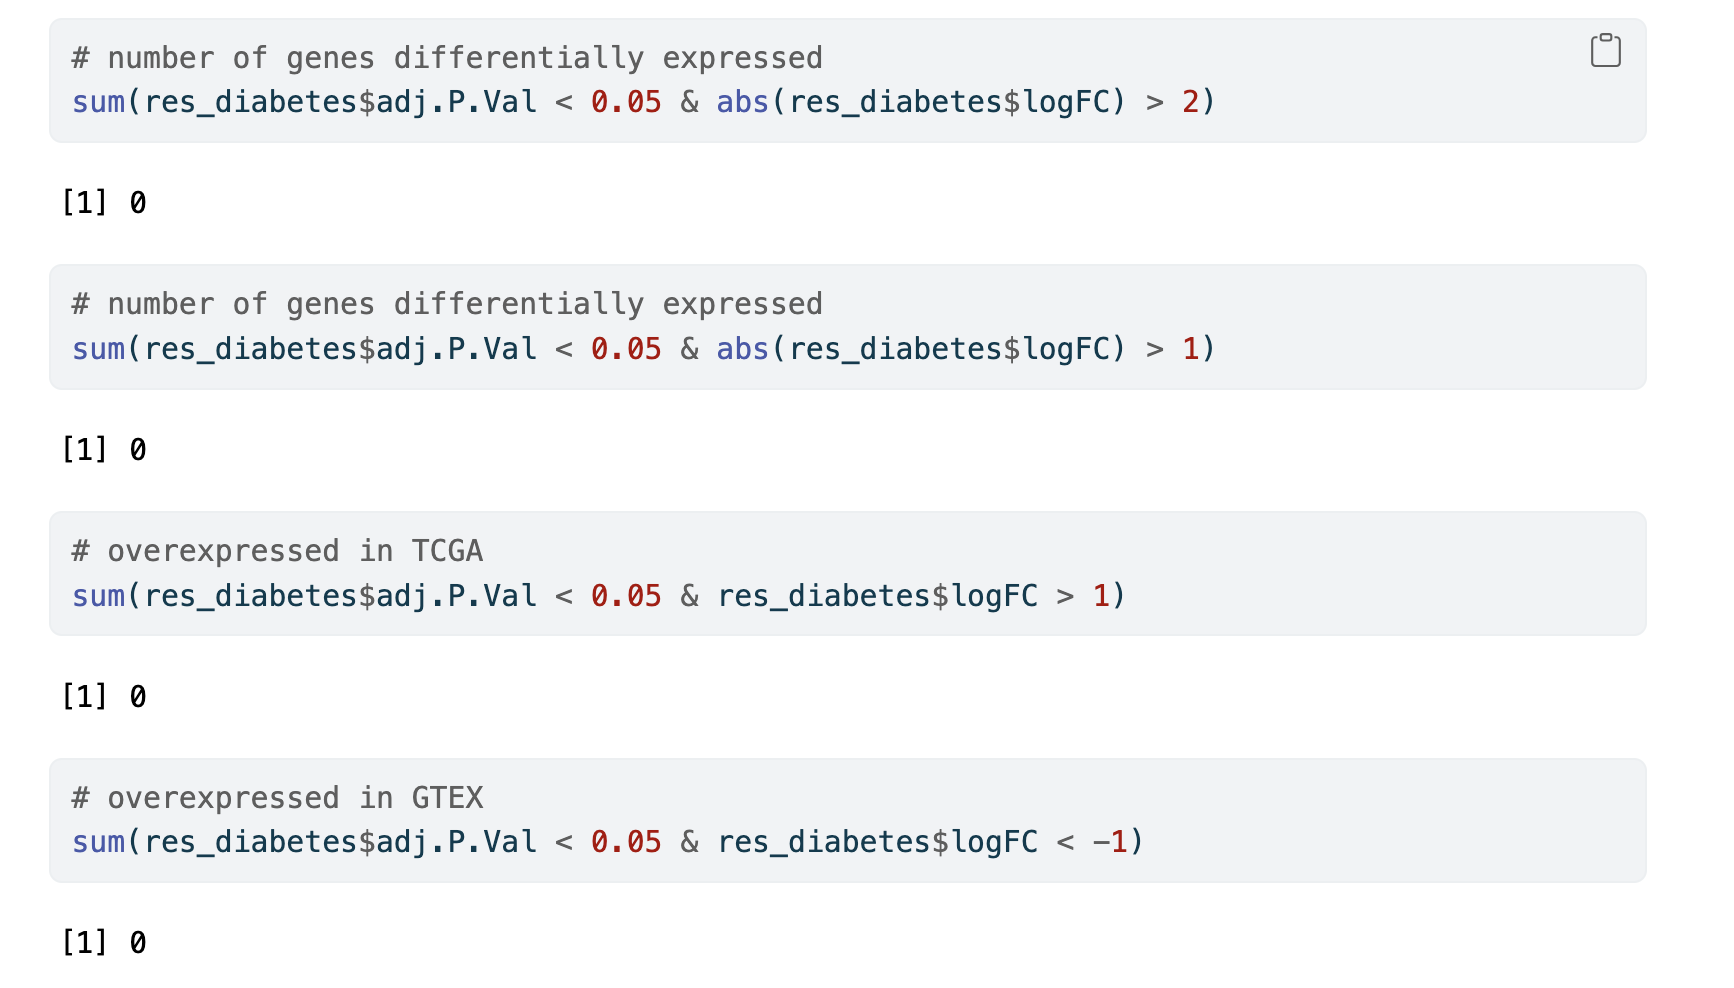 # number of genes differentially expressed
sum(res_diabetes$adj.P.Val < 0.05 & abs(res_diabetes$logFC) > 2)
[1] 0
# number of genes differentially expressed
sum(res_diabetes$adj.P.Val < 0.05 & abs(res_diabetes$logFC) > 1)
[1] 0
# overexpressed in TCGA
sum(res_diabetes$adj.P.Val < 0.05 & res_diabetes$logFC > 1)
[1] 0
# overexpressed in GTEX
sum(res_diabetes$adj.P.Val < 0.05 & res_diabetes$logFC < -1)
[1] 0